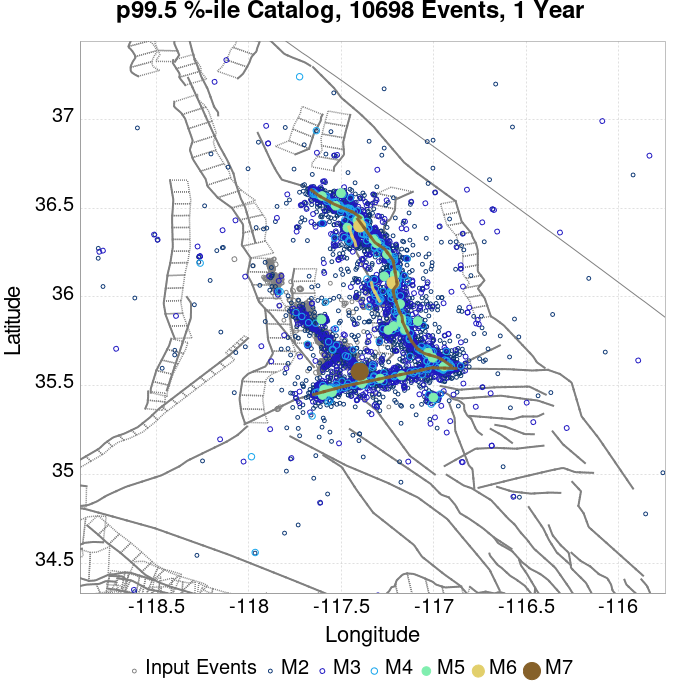 p99.5 %-ile Catalog, 10698 Events, 1 Year
37
36.5
36
35.5
35
34.5
Latitude
-118.5 -118 -117.5 -117 -116.5 -116
Longitude
Input Events M2 M3 M4 M5 M6 M7